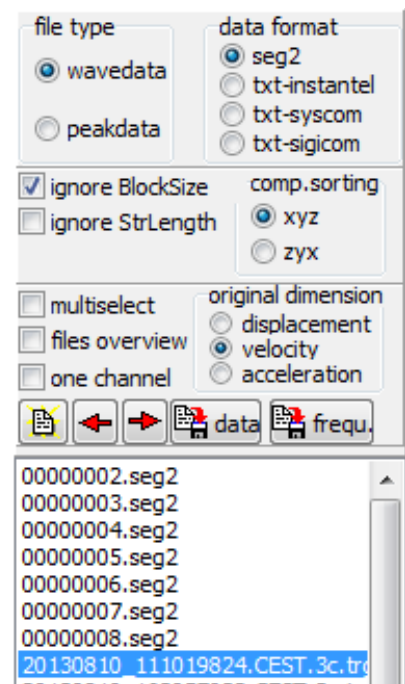 file type
wavedata
peakdata
data format
seg2
txt-instantel
txt-syscom
txt-sigicom
ignore BlockSize
ignore StrLength
comp.sorting
xyz
zyx
multiselect
files overview
one channel
original dimension
displacement
velocity
acceleration
data
frequ.
00000002.seg2
00000003.seg2
00000004.seg2
00000005.seg2
00000006.seg2
00000007.seg2
00000008.seg2
20130810_111019824.CEST.3c.trc